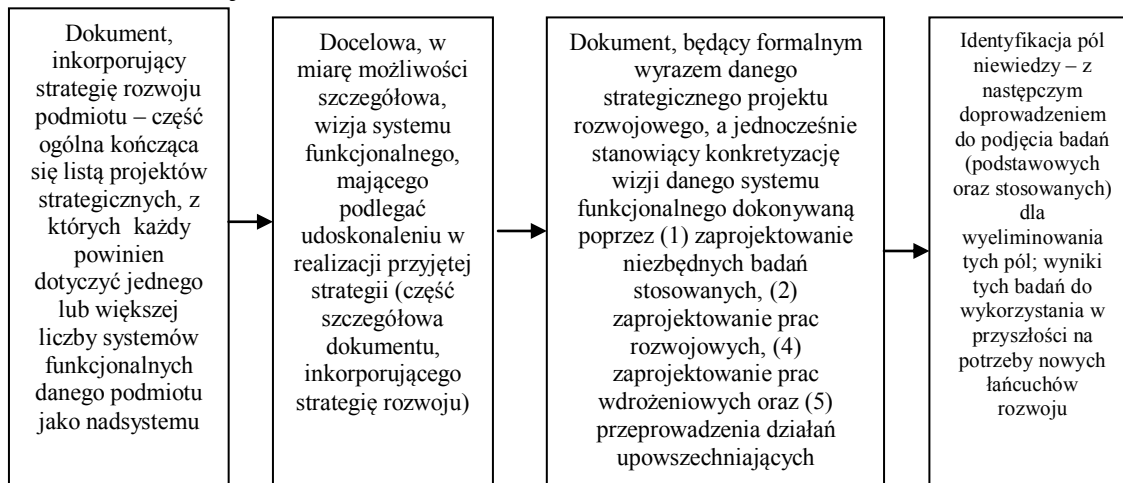 Dokument,
inkorporujący
strategię rozwoju
podmiotu – część
ogólna kończąca
się listą projektów
strategicznych, z
których każdy
powinien
dotyczyć jednego
lub większej
liczby systemów
funkcjonalnych
danego podmiotu
jako nadsystemu
Docelowa, w
miarę możliwości
szczegółowa,
wizja systemu
funkcjonalnego,
mającego
podlegać
udoskonaleniu w
realizacji przyjętej
strategii (część
szczegółowa
dokumentu,
inkorporującego
strategię rozwoju)
Dokument, będący formalnym
wyrazem danego
strategicznego projektu
rozwojowego, a jednocześnie
stanowiący konkretyzację
wizji danego systemu
funkcjonalnego dokonywaną
poprzez (1) zaprojektowanie
niezbędnych badań
stosowanych, (2)
zaprojektowanie prac
rozwojowych, (4)
zaprojektowanie prac
wdrożeniowych oraz (5)
przeprowadzenia działań
upowszechniających
Identyfikacja pól
niewiedzy – z
następczym
doprowadzeniem
do podjęcia badań
(podstawowych
oraz stosowanych)
dla
wyeliminowania
tych pól; wyniki
tych badań do
wykorzystania w
przyszłości na
potrzeby nowych
łańcuchów
rozwoju